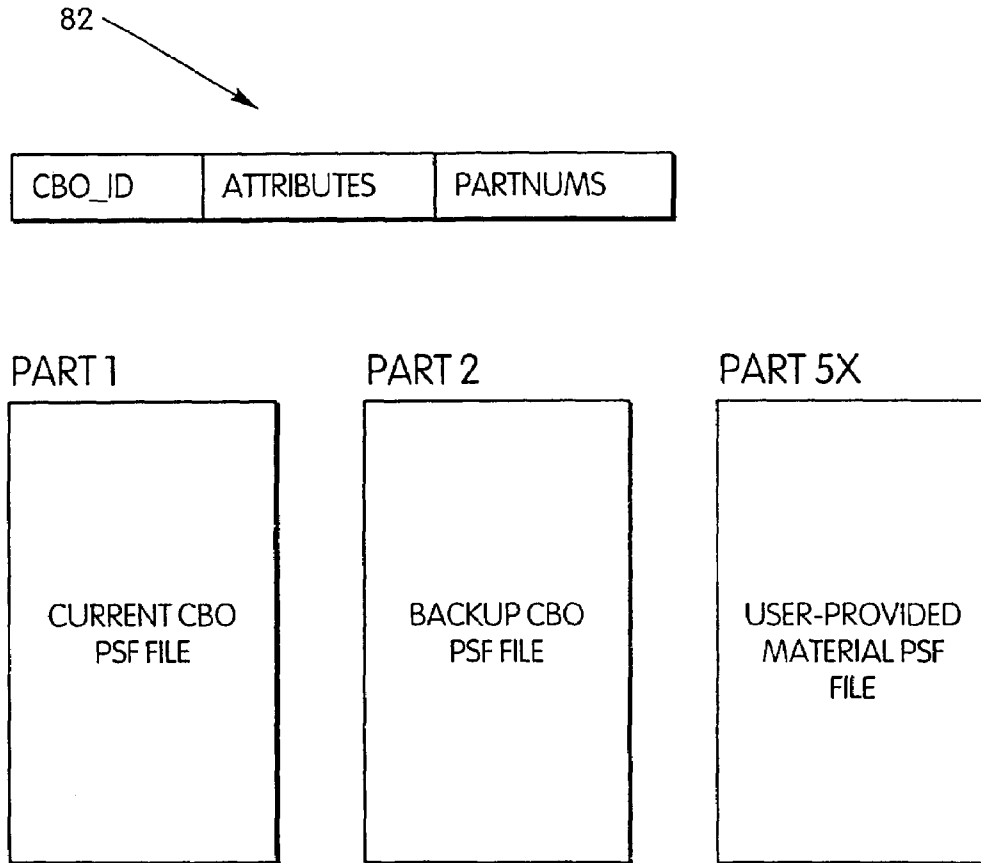 82
CBO_ID ATTRIBUTES PARTNUMS
PART 1 PART 2 PART 5X
CURRENT CBO
PSF FILE
BACKUP CBO
PSF FILE
USER-PROVIDED
MATERIAL PSF
FILE